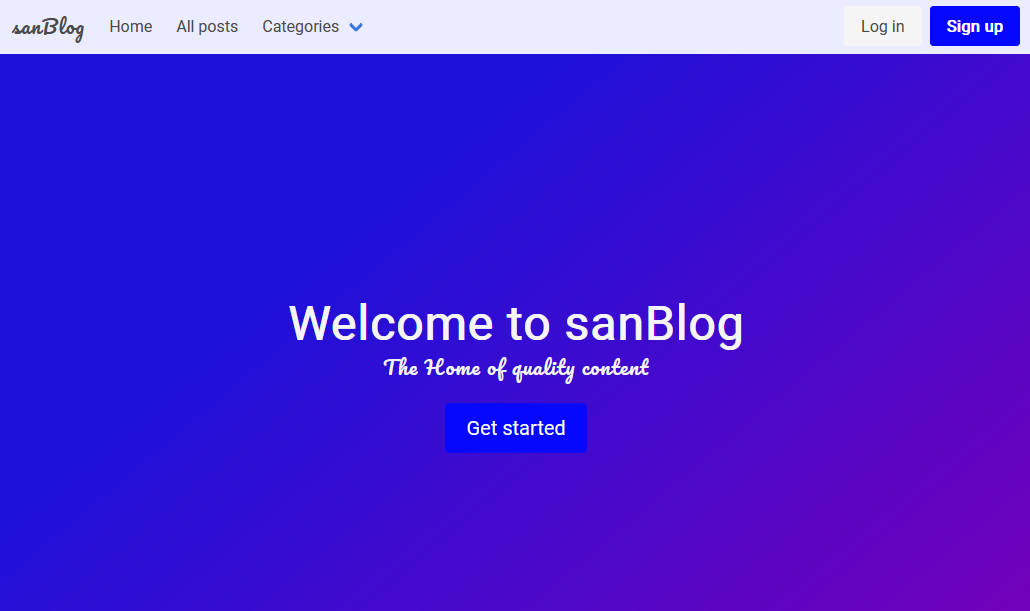 sanBlog Home All posts Categories Log in Sign up
Welcome to sanBlog
The Home of quality content
Get started